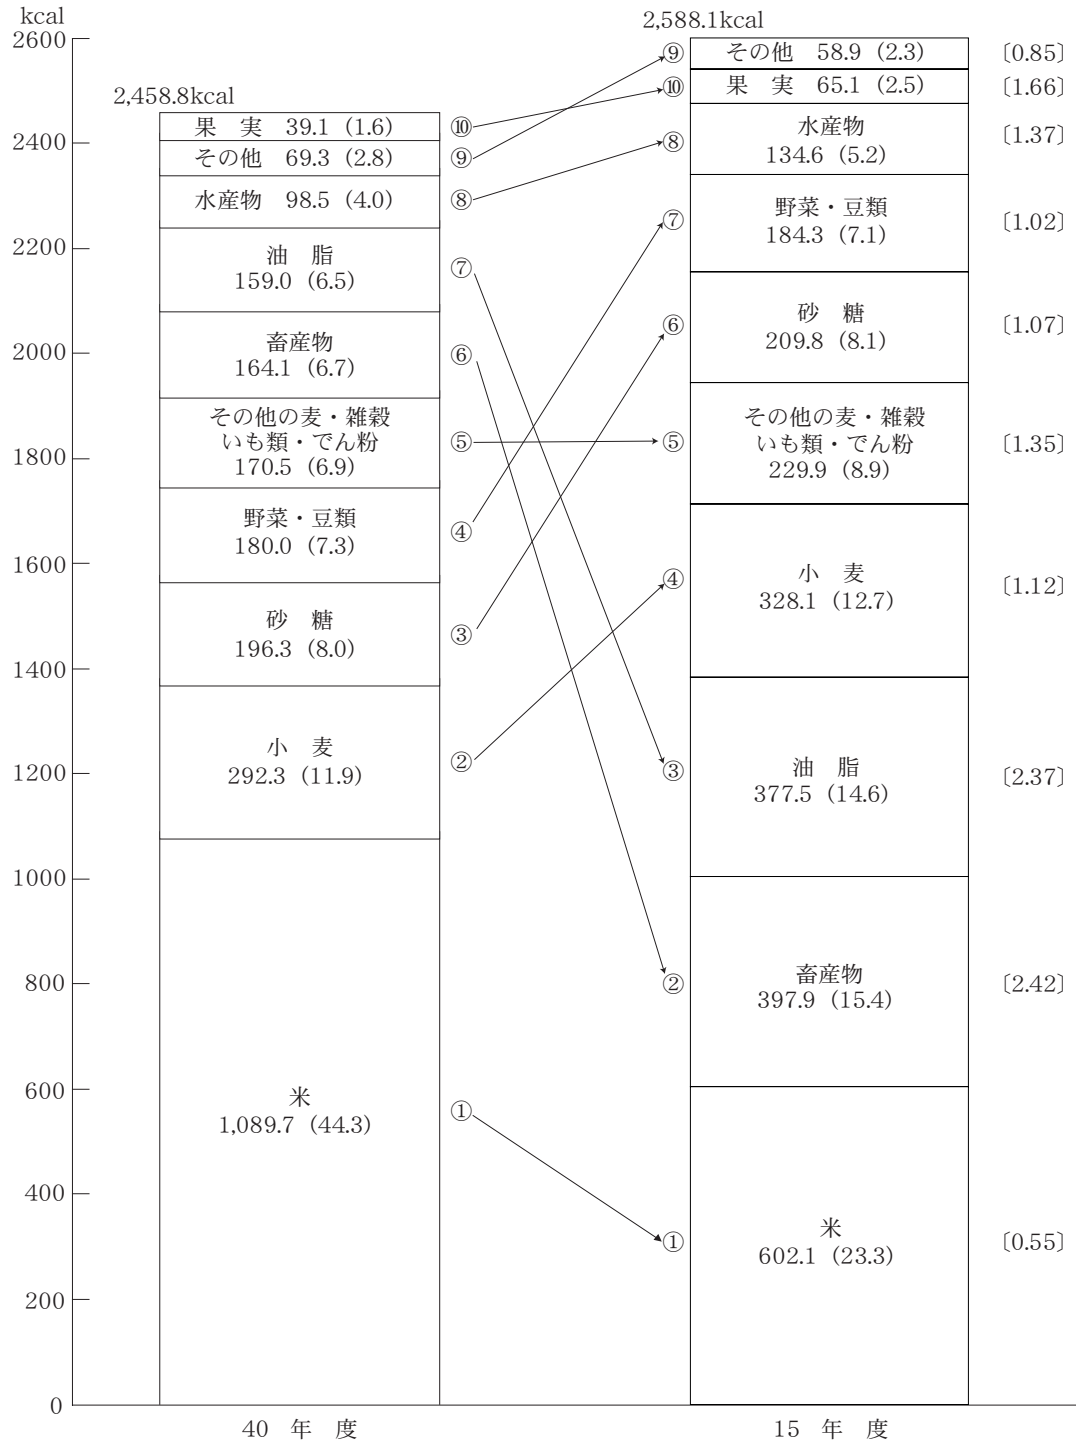 kcal
2600
2400
2200
2000
1800
1600
1400
1200
1000
800
600
400
200
0
2,458.8kcal
果 実 39.1 (1.6)
その他 69.3 (2.8)
水産物 98.5 (4.0)
油 脂
159.0 (6.5)
畜産物
164.1 (6.7)
その他の麦・雑穀
いも類・でん粉
170.5 (6.9)
野菜・豆類
180.0 (7.3)
砂 糖
196.3 (8.0)
小 麦
292.3 (11.9)
米
1,089.7 (44.3)
40 年 度
⑩
⑨
⑧
⑦
⑥
⑤
④
③
②
①
⑨
⑩
⑧
⑦
⑥
⑤
④
③
②
①
2,588.1kcal
その他 58.9 (2.3)
果 実 65.1 (2.5)
水産物
134.6 (5.2)
野菜・豆類
184.3 (7.1)
砂 糖
209.8 (8.1)
その他の麦・雑穀
いも類・でん粉
229.9 (8.9)
小 麦
328.1 (12.7)
油 脂
377.5 (14.6)
畜産物
397.9 (15.4)
米
602.1 (23.3)
15 年 度
〔0.85〕
〔1.66〕
〔1.37〕
〔1.02〕
〔1.07〕
〔1.35〕
〔1.12〕
〔2.37〕
〔2.42〕
〔0.55〕